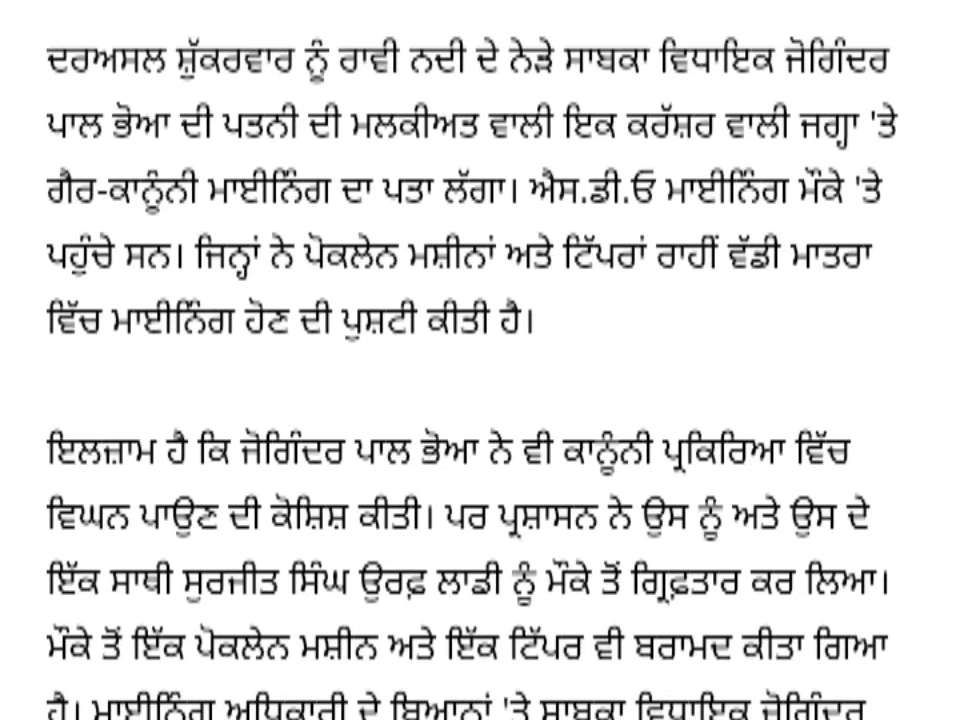 ਦਰਅਸਲ ਸ਼ੁੱਕਰਵਾਰ ਨੂੰ ਰਾਵੀ ਨਦੀ ਦੇ ਨੇੜੇ ਸਾਬਕਾ ਵਿਧਾਇਕ ਜੋਗਿੰਦਰ
ਪਾਲ ਭੋਆ ਦੀ ਪਤਨੀ ਦੀ ਮਲਕੀਅਤ ਵਾਲੀ ਇਕ ਕਰੱਸ਼ਰ ਵਾਲੀ ਜਗ੍ਹਾ 'ਤੇ
ਗੈਰ-ਕਾਨੂੰਨੀ ਮਾਈਨਿੰਗ ਦਾ ਪਤਾ ਲੱਗਾ। ਐਸ.ਡੀ.ਓ ਮਾਈਨਿੰਗ ਮੌਕੇ 'ਤੇ
ਪਹੁੰਚੇ ਸਨ। ਜਿਨ੍ਹਾਂ ਨੇ ਪੋਕਲੇਨ ਮਸ਼ੀਨਾਂ ਅਤੇ ਟਿੱਪਰਾਂ ਰਾਹੀਂ ਵੱਡੀ ਮਾਤਰਾ
ਵਿੱਚ ਮਾਈਨਿੰਗ ਹੋਣ ਦੀ ਪੁਸ਼ਟੀ ਕੀਤੀ ਹੈ।
ਇਲਜ਼ਾਮ ਹੈ ਕਿ ਜੋਗਿੰਦਰ ਪਾਲ ਭੋਆ ਨੇ ਵੀ ਕਾਨੂੰਨੀ ਪ੍ਰਕਿਰਿਆ ਵਿੱਚ
ਵਿਘਨ ਪਾਉਣ ਦੀ ਕੋਸ਼ਿਸ਼ ਕੀਤੀ। ਪਰ ਪ੍ਰਸ਼ਾਸਨ ਨੇ ਉਸ ਨੂੰ ਅਤੇ ਉਸ ਦੇ
ਇੱਕ ਸਾਥੀ ਸੁਰਜੀਤ ਸਿੰਘ ਉਰਫ਼ ਲਾਡੀ ਨੂੰ ਮੌਕੇ ਤੋਂ ਗ੍ਰਿਫ਼ਤਾਰ ਕਰ ਲਿਆ।
ਮੌਕੇ ਤੋਂ ਇੱਕ ਪੋਕਲੇਨ ਮਸ਼ੀਨ ਅਤੇ ਇੱਕ ਟਿੱਪਰ ਵੀ ਬਰਾਮਦ ਕੀਤਾ ਗਿਆ
ਹੈ। ਮਾਈਨਿੰਗ ਅਧਿਕਾਰੀ ਦੇ ਬਿਆਨਾਂ 'ਤੇ ਸਾਬਕਾ ਵਿਧਾਇਕ ਜੋਗਿੰਦਰ